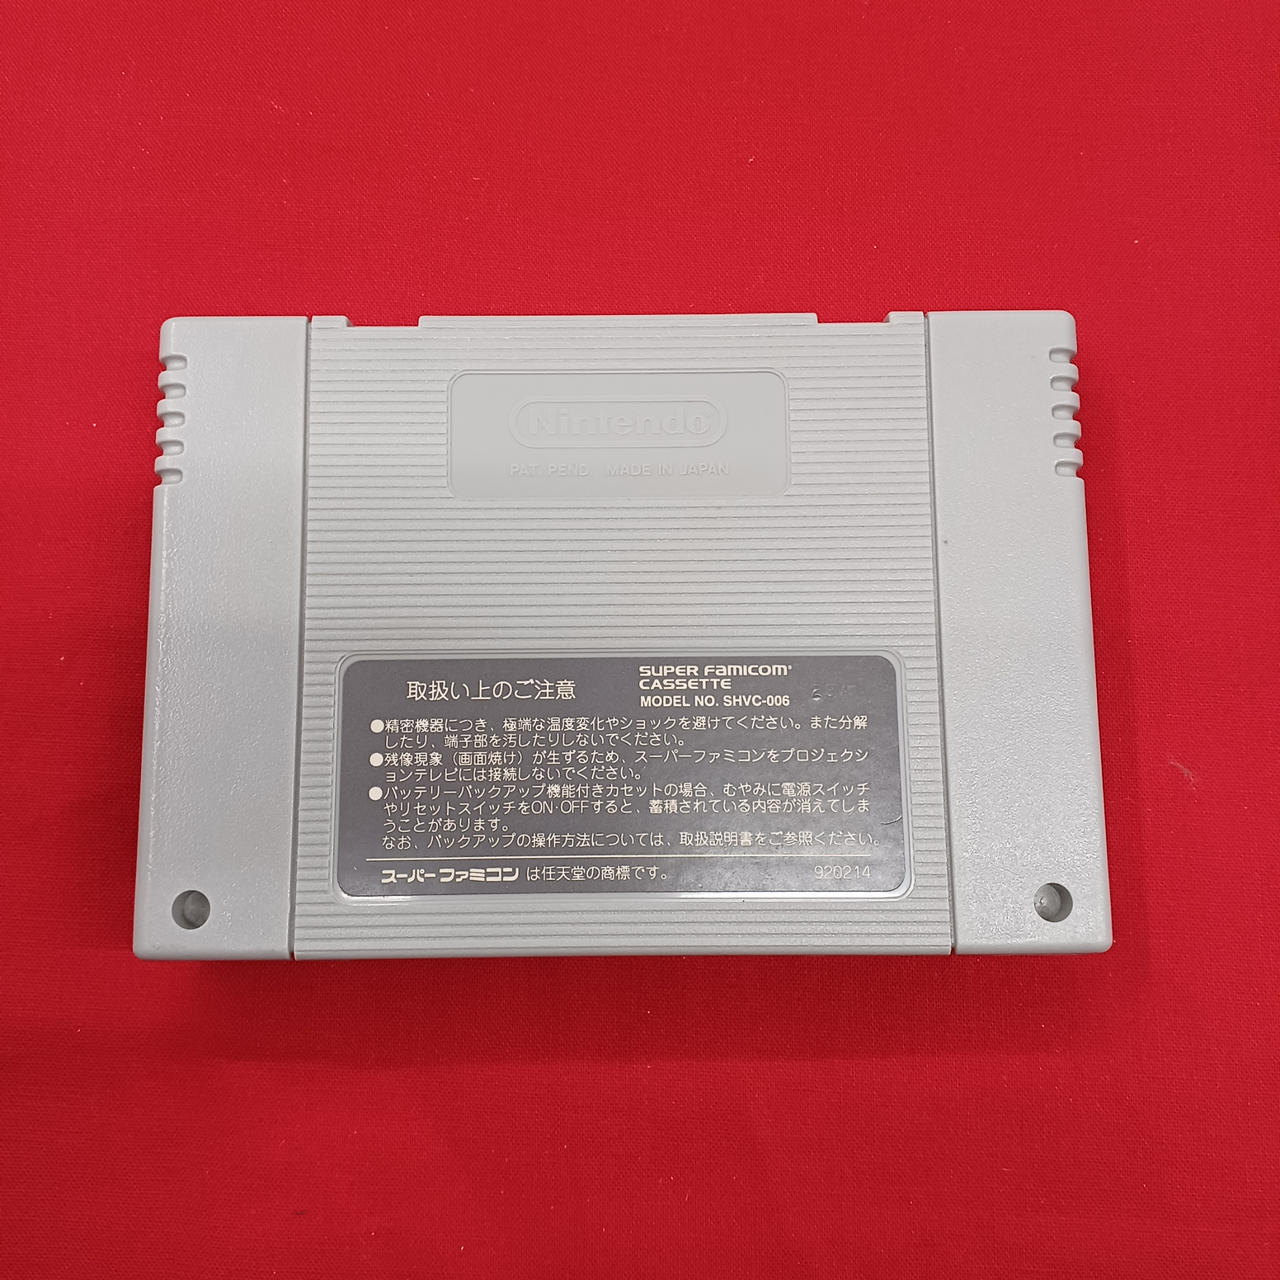 Nintendo
PAT. PEND. MADE IN JAPAN
取扱い上のご注意
SUPER FAMICOM
CASSETTE
MODEL NO. SHVC-006
●精密機器につき、極端な温度変化やショックを避けてください。また分解
したり、端子部を汚したりしないでください。
●残像現象（画面焼け）が生ずるため、スーパーファミコンをプロジェクシ
ョンテレビには接続しないでください。
●バッテリーバックアップ機能付きカセットの場合、むやみに電源スイッチ
やリセットスイッチをON・OFFすると、蓄積されている内容が消えてしま
うことがあります。
なお、バックアップの操作方法については、取扱説明書をご参照ください。
スーパーファミコン は任天堂の商標です。
920214